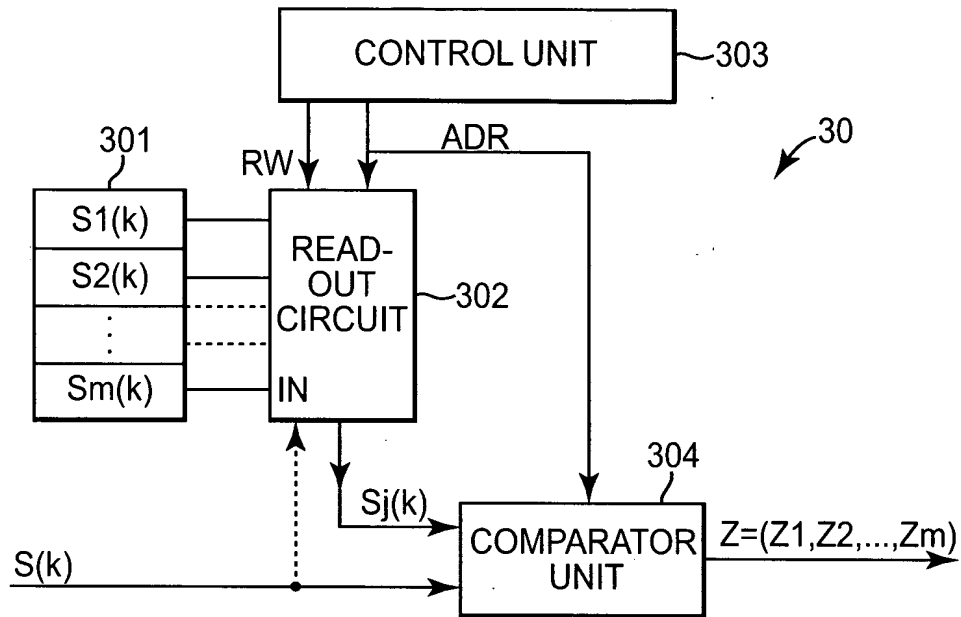 CONTROL UNIT
303
30
ADR
RW
301
S1(k)
S2(k)
Sm(k)
READ-
OUT
CIRCUIT
IN
302
304
Sj(k)
COMPARATOR
UNIT
Z=(Z1,Z2,...,Zm)
S(k)